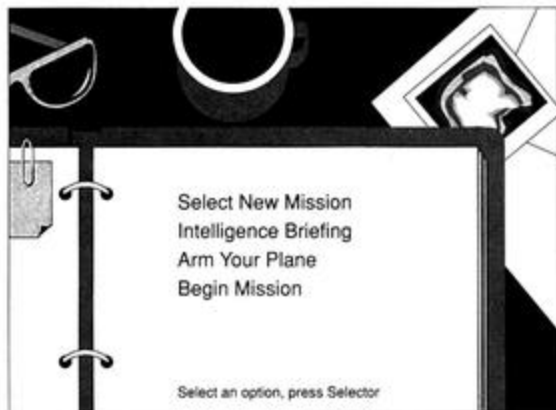 Select New Mission
Intelligence Briefing
Arm Your Plane
Begin Mission
Select an option, press Selector